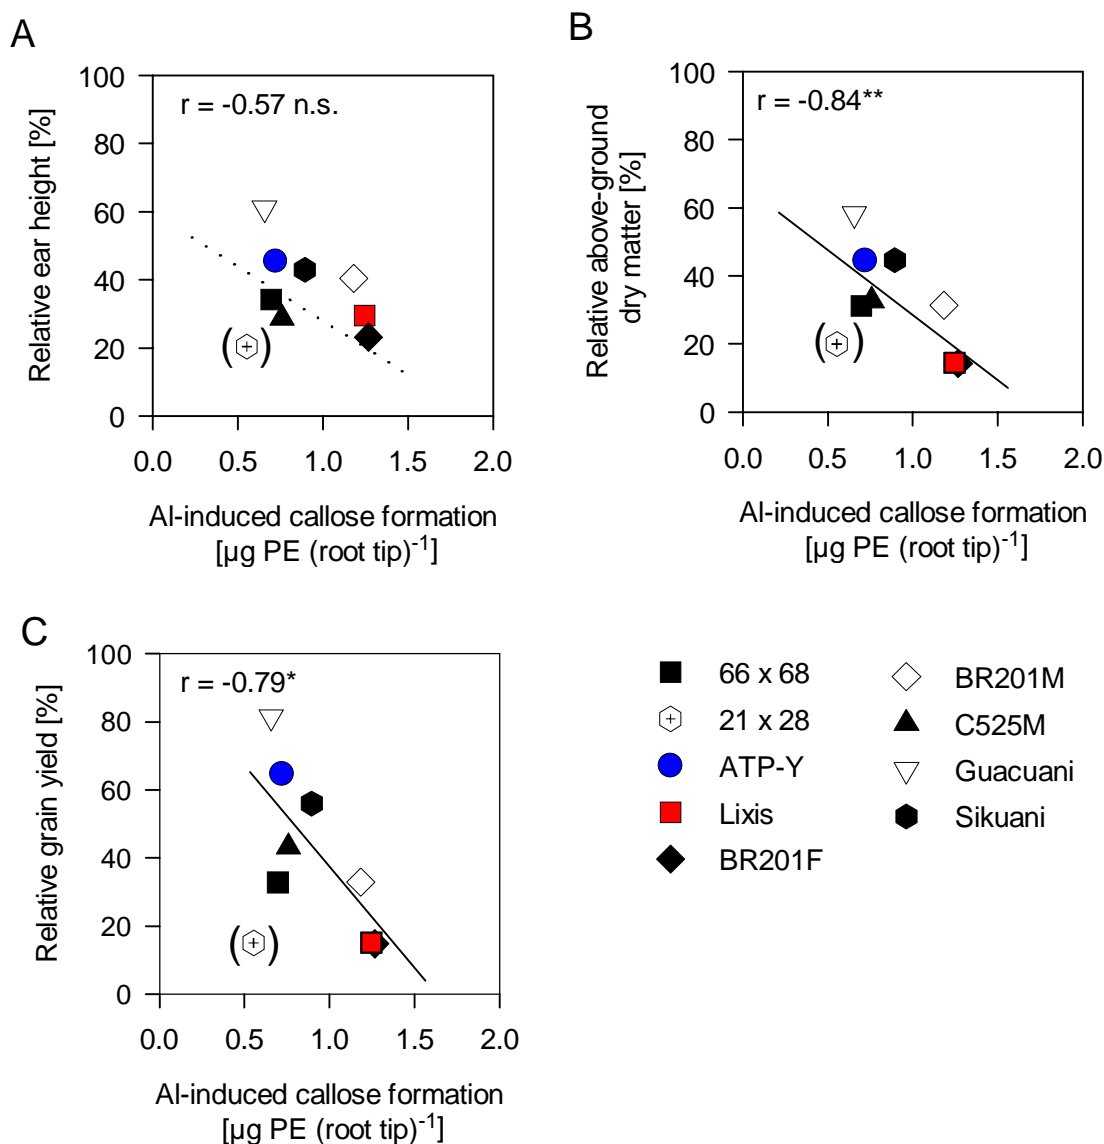 A
r = -0.57 n.s.
Relative ear height [%]
100
80
60
40
20
0
( )
0.0 0.5 1.0 1.5 2.0
Al-induced callose formation
[µg PE (root tip)-1]
B
r = -0.84**
Relative above-ground
dry matter [%]
100
80
60
40
20
0
( )
0.0 0.5 1.0 1.5 2.0
Al-induced callose formation
[µg PE (root tip)-1]
C
r = -0.79*
Relative grain yield [%]
100
80
60
40
20
0
( )
0.0 0.5 1.0 1.5 2.0
Al-induced callose formation
[µg PE (root tip)-1]
66 x 68
21 x 28
ATP-Y
Lixis
BR201F
BR201M
C525M
Guacuani
Sikuani